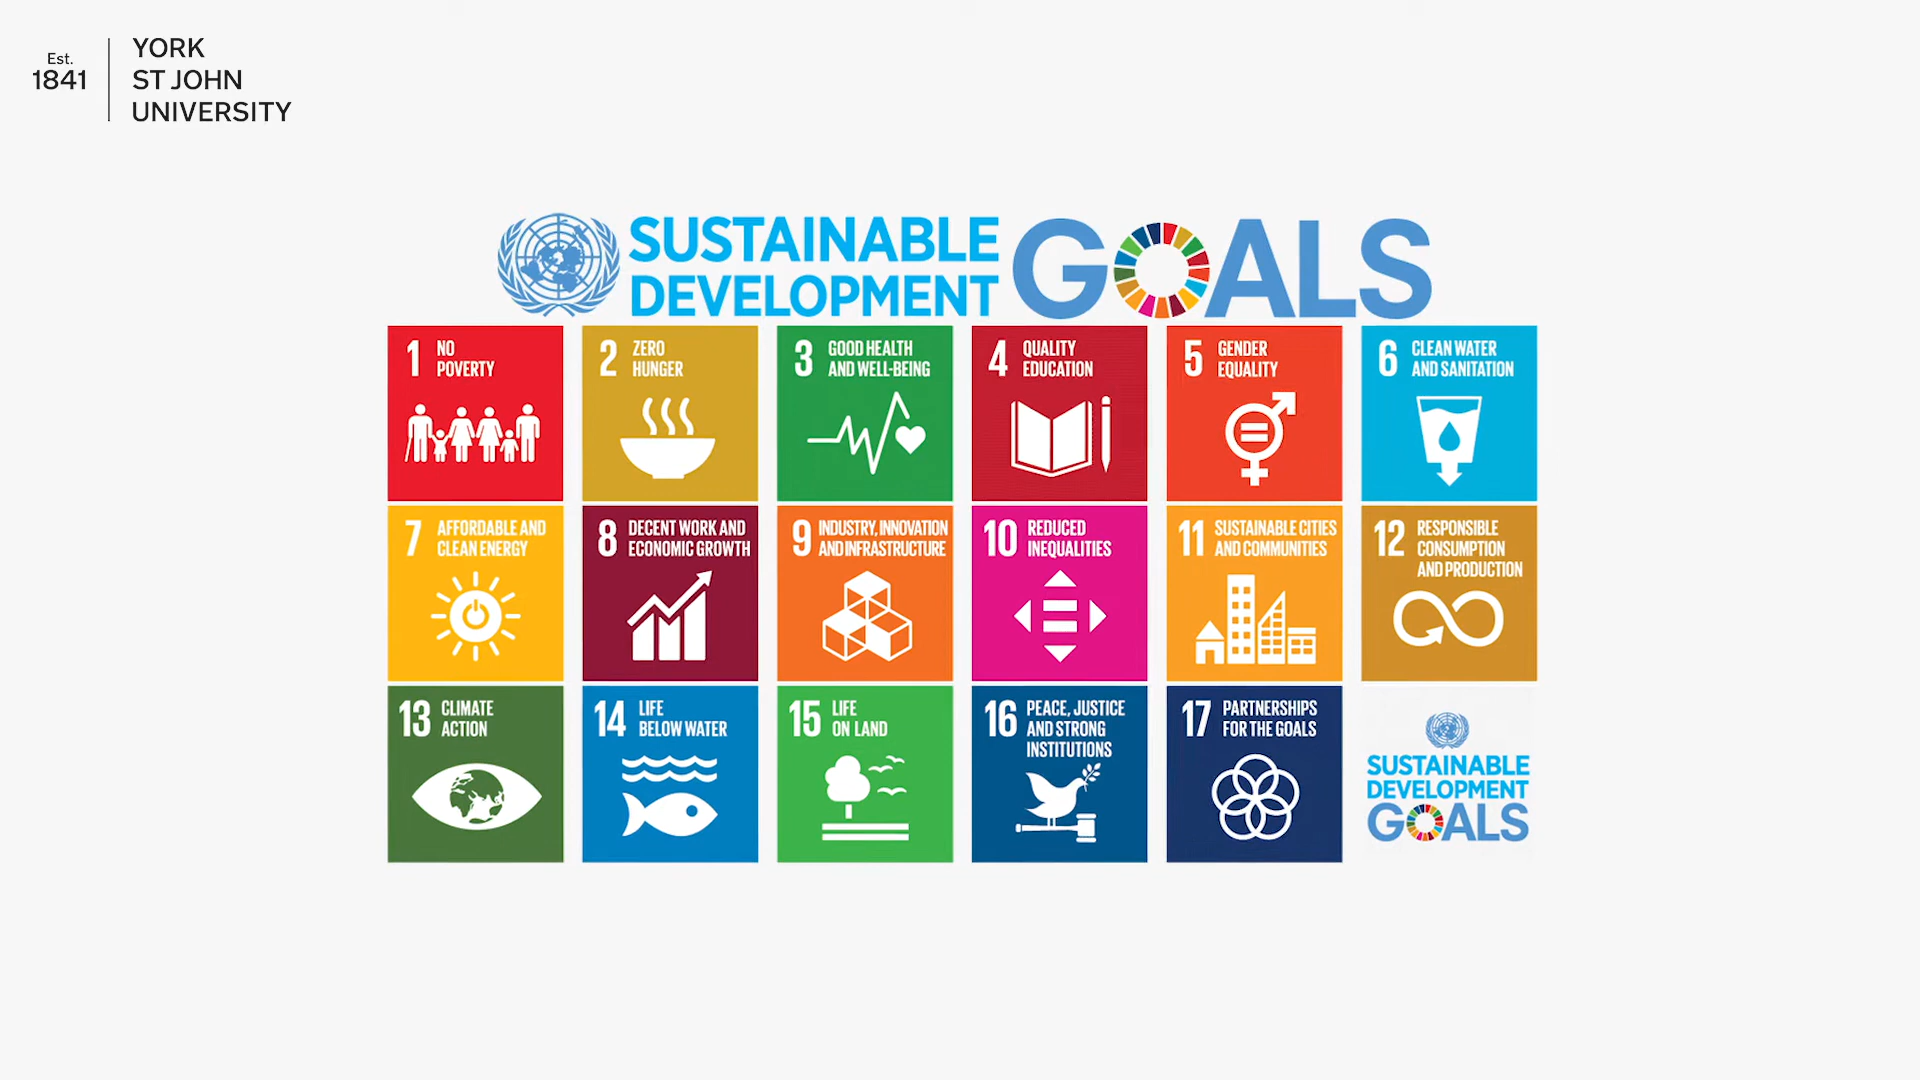 Est.
1841
YORK
ST JOHN
UNIVERSITY
SUSTAINABLE
DEVELOPMENT
GOALS
1 NO
POVERTY
2 ZERO
HUNGER
3 GOOD HEALTH
AND WELL-BEING
4 QUALITY
EDUCATION
5 GENDER
EQUALITY
6 CLEAN WATER
AND SANITATION
7 AFFORDABLE AND
CLEAN ENERGY
8 DECENT WORK AND
ECONOMIC GROWTH
9 INDUSTRY, INNOVATION
AND INFRASTRUCTURE
10 REDUCED
INEQUALITIES
11 SUSTAINABLE CITIES
AND COMMUNITIES
12 RESPONSIBLE
CONSUMPTION
AND PRODUCTION
13 CLIMATE
ACTION
14 LIFE
BELOW WATER
15 LIFE
ON LAND
16 PEACE, JUSTICE
AND STRONG
INSTITUTIONS
17 PARTNERSHIPS
FOR THE GOALS
SUSTAINABLE
DEVELOPMENT
GOALS